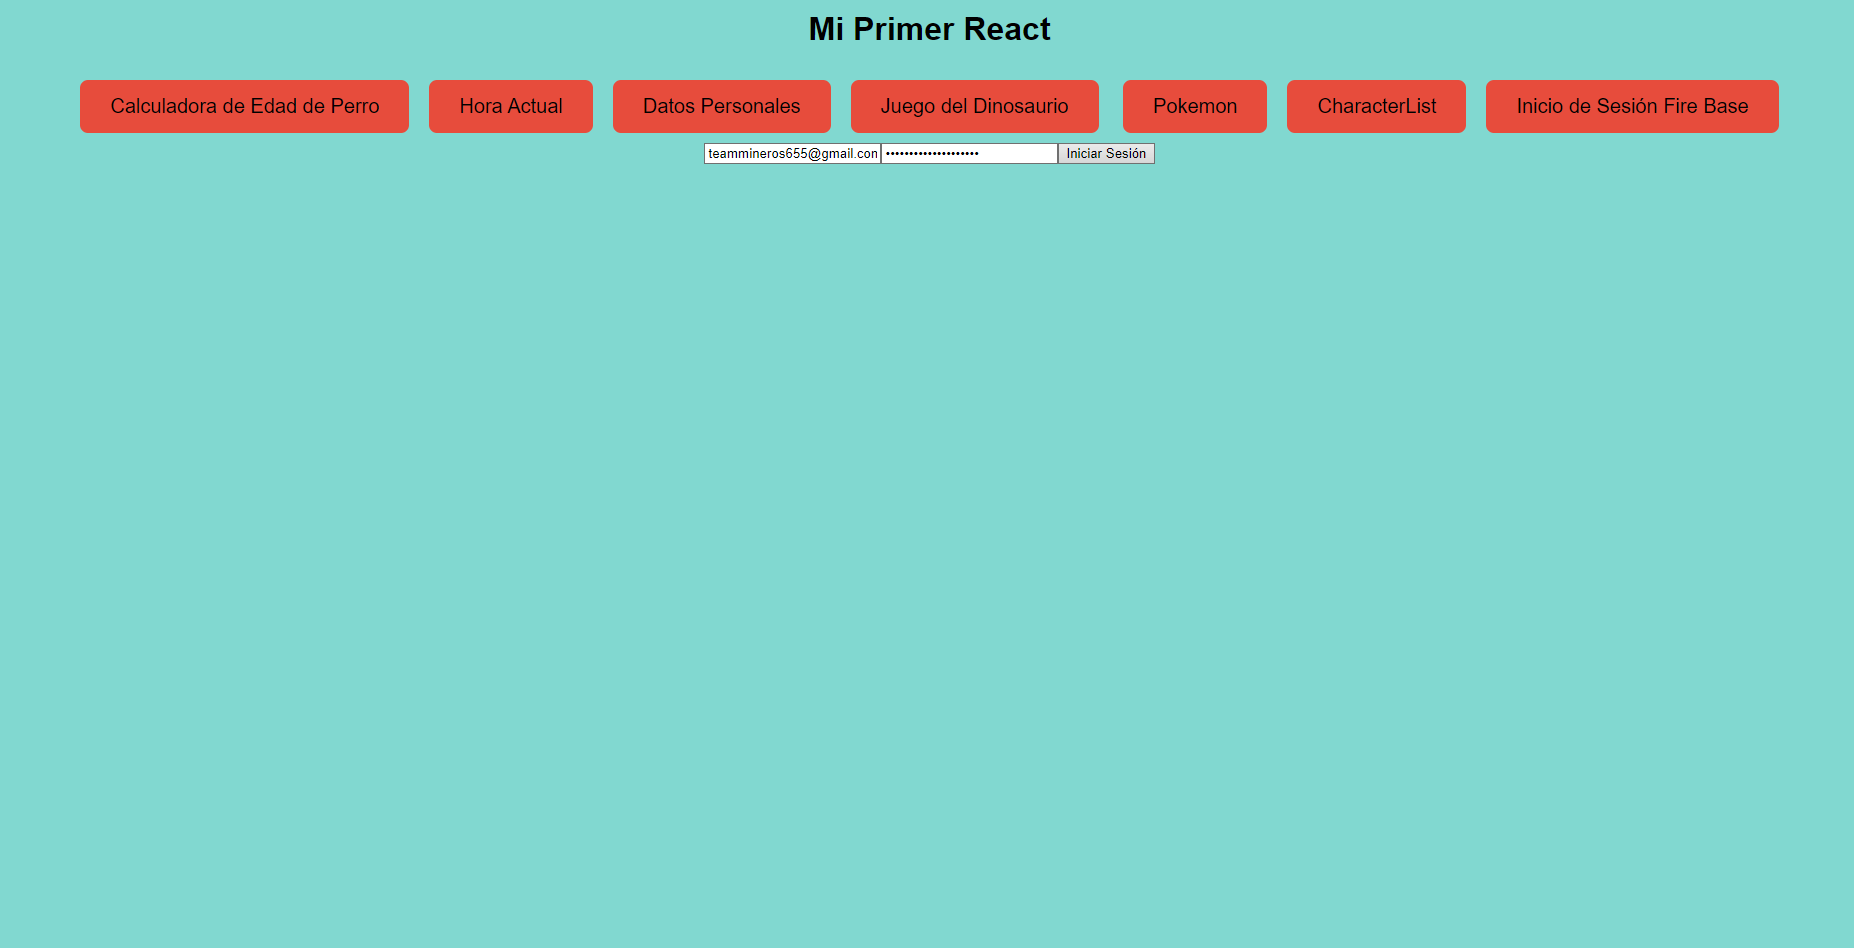 Mi Primer React
Calculadora de Edad de Perro Hora Actual Datos Personales Juego del Dinosaurio Pokemon CharacterList Inicio de Sesión Fire Base
teammineros655@gmail.con •••••••••••••••••••• Iniciar Sesión